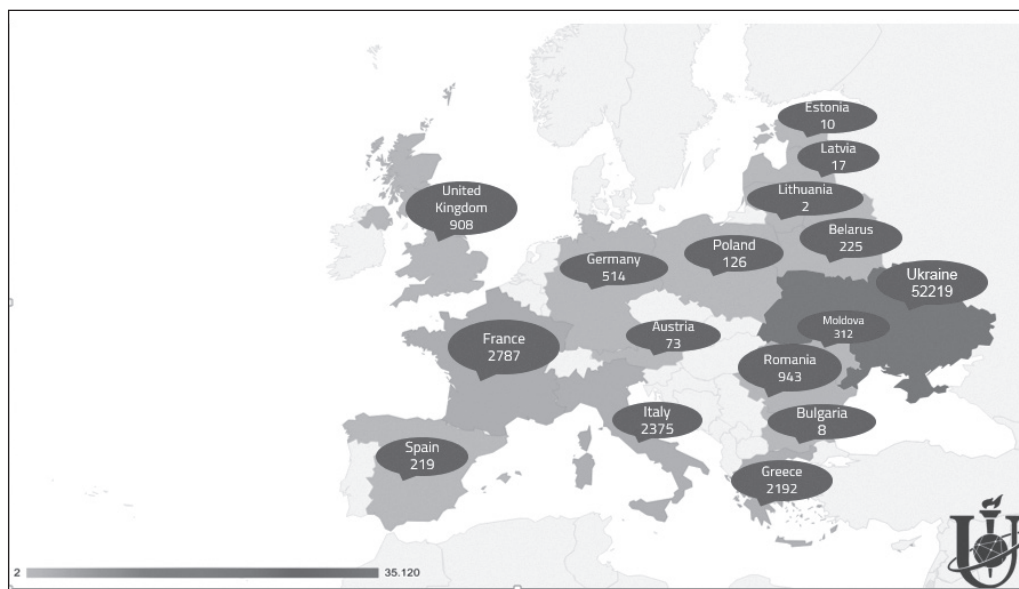 Estonia
10
Latvia
17
Lithuania
2
United
Kingdom
908
Belarus
225
Poland
126
Germany
514
Ukraine
52219
Moldova
312
France
2787
Austria
73
Romania
943
Italy
2375
Bulgaria
8
Spain
219
Greece
2192
2
35.120